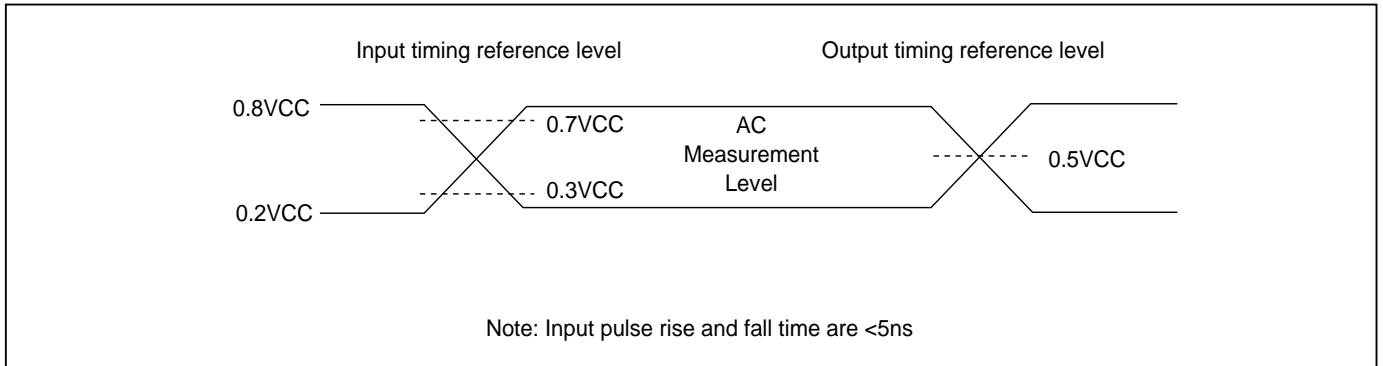 Input timing reference level
Output timing reference level
0.8VCC
0.7VCC
AC
Measurement
Level
0.5VCC
0.3VCC
0.2VCC
Note: Input pulse rise and fall time are <5ns